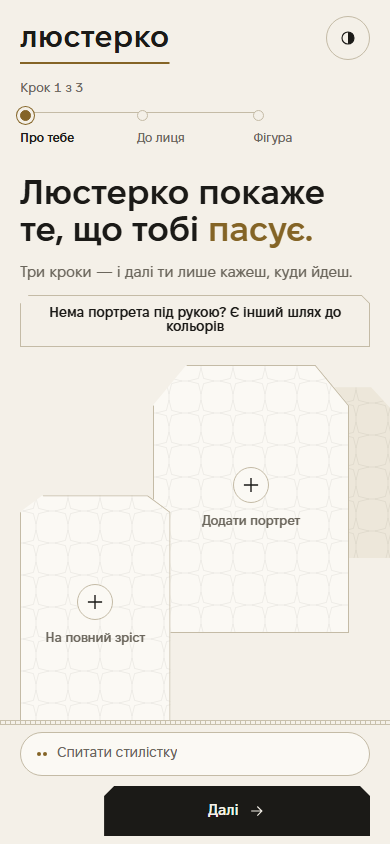 люстерко
Крок 1 з 3
Про тебе
До лиця
Фігура
Люстерко покаже
те, що тобі пасує.
Три кроки — і далі ти лише кажеш, куди йдеш.
Нема портрета під рукою? Є інший шлях до
кольорів
Додати портрет
На повний зріст
Спитати стилістку
Далі →